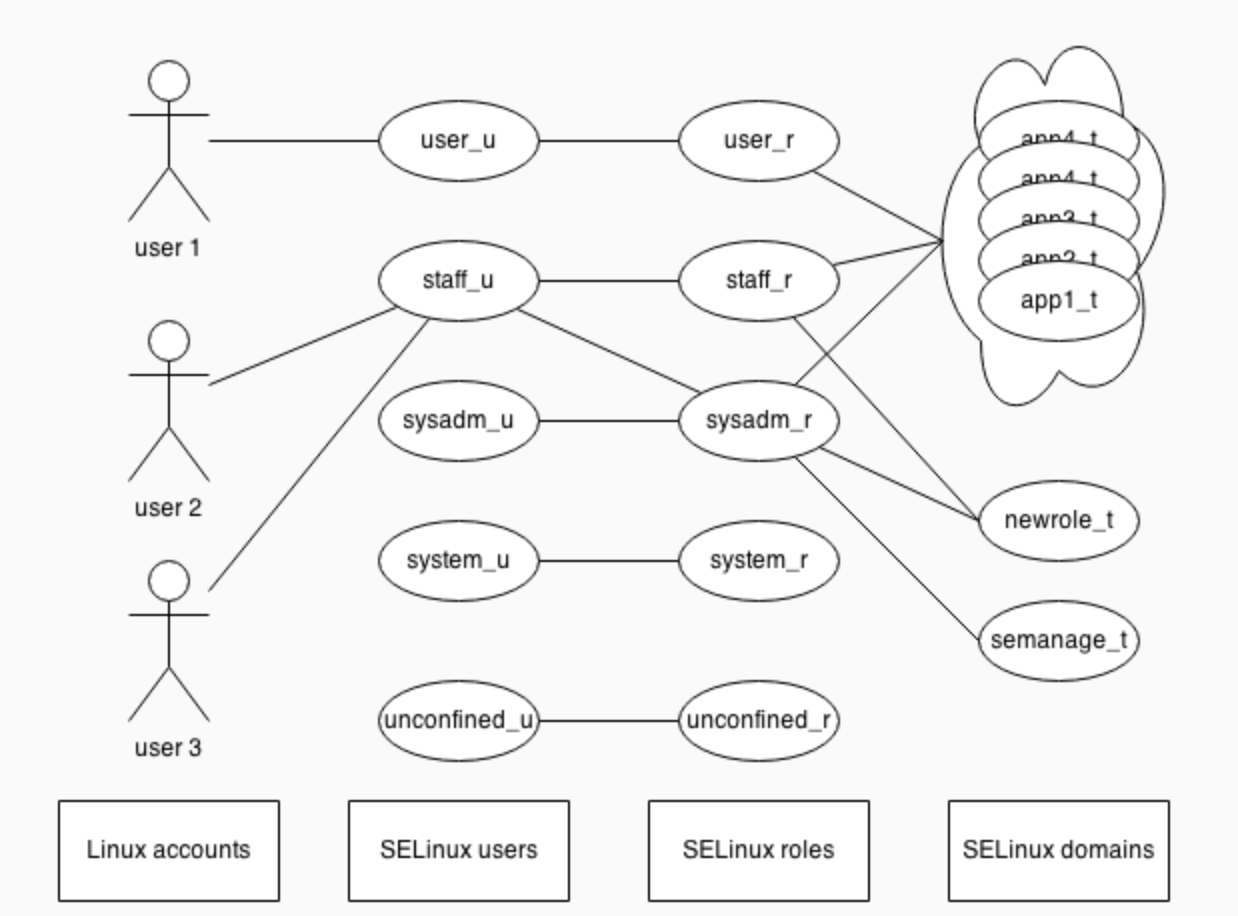 user_u
user_r
app4_t
app4_t
app3_t
app2_t
app1_t
user 1
staff_u
staff_r
sysadm_u
sysadm_r
user 2
newrole_t
system_u
system_r
semanage_t
unconfined_u
unconfined_r
user 3
Linux accounts
SELinux users
SELinux roles
SELinux domains